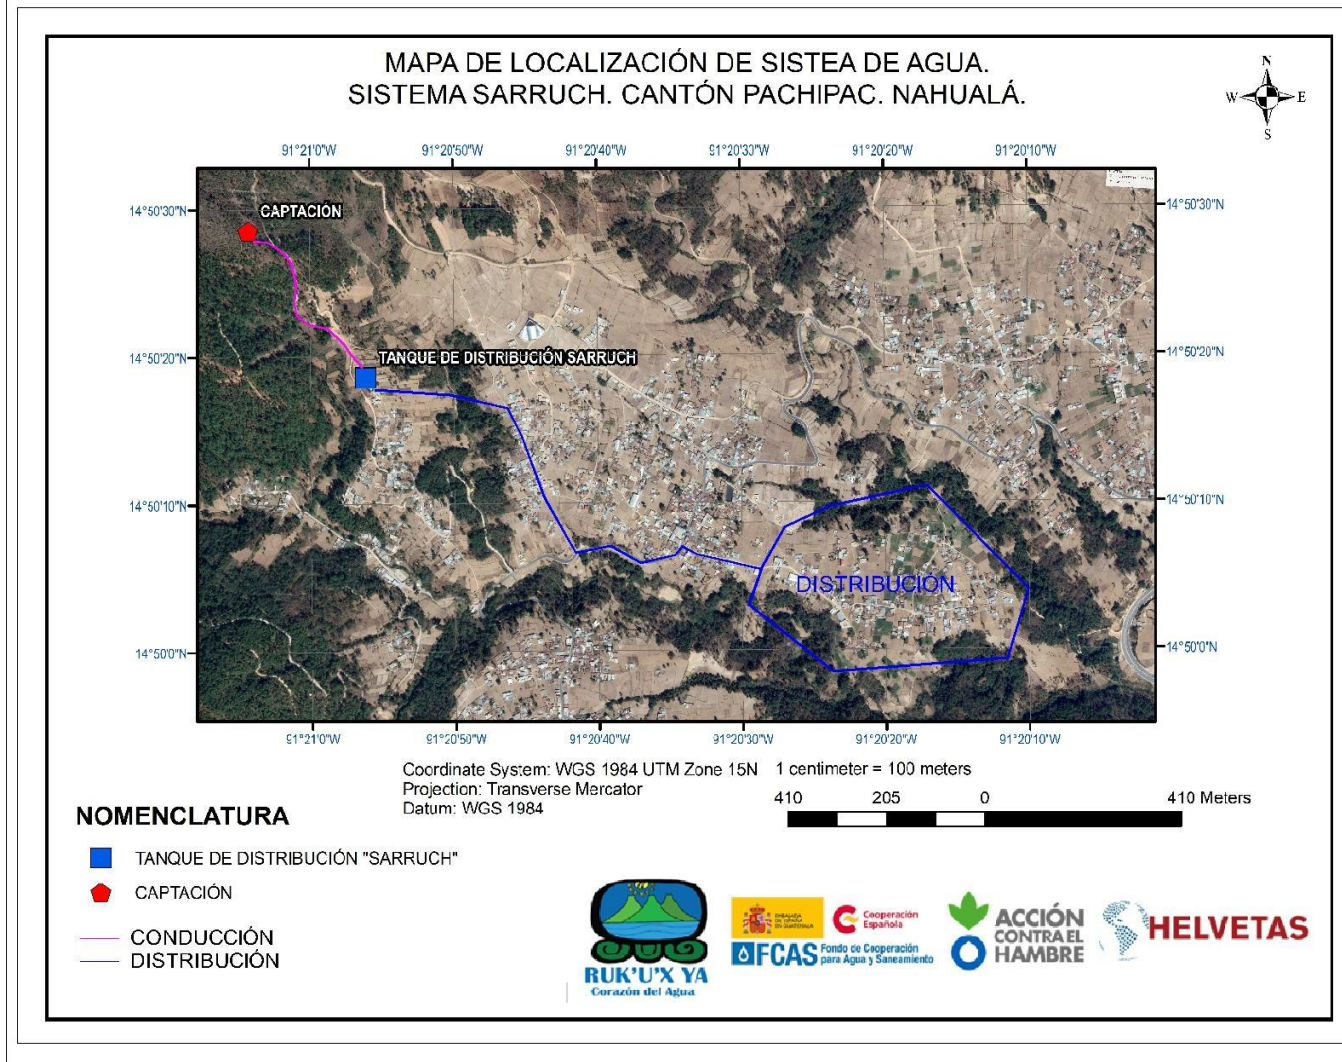 MAPA DE LOCALIZACIÓN DE SISTEA DE AGUA.
SISTEMA SARRUCH. CANTÓN PACHIPAC. NAHUALÁ.
N
W E
S
91°21'0"W 91°20'50"W 91°20'40"W 91°20'30"W 91°20'20"W 91°20'10"W
14°50'30"N 14°50'30"N
CAPTACIÓN
14°50'20"N 14°50'20"N
TANQUE DE DISTRIBUCIÓN SARRUCH
14°50'10"N 14°50'10"N
DISTRIBUCIÓN
14°50'0"N 14°50'0"N
91°21'0"W 91°20'50"W 91°20'40"W 91°20'30"W 91°20'20"W 91°20'10"W
Coordinate System: WGS 1984 UTM Zone 15N 1 centimeter = 100 meters
Projection: Transverse Mercator
Datum: WGS 1984
410 205 0 410 Meters
NOMENCLATURA
TANQUE DE DISTRIBUCIÓN "SARRUCH"
CAPTACIÓN
CONDUCCIÓN
DISTRIBUCIÓN
RUK'U'X YA
Corazón del Agua
EMBAJADA
DE ESPAÑA
EN GUATEMALA
Cooperación
Española
FCAS Fondo de Cooperación
para Agua y Saneamiento
ACCIÓN
CONTRA EL
HAMBRE
HELVETAS